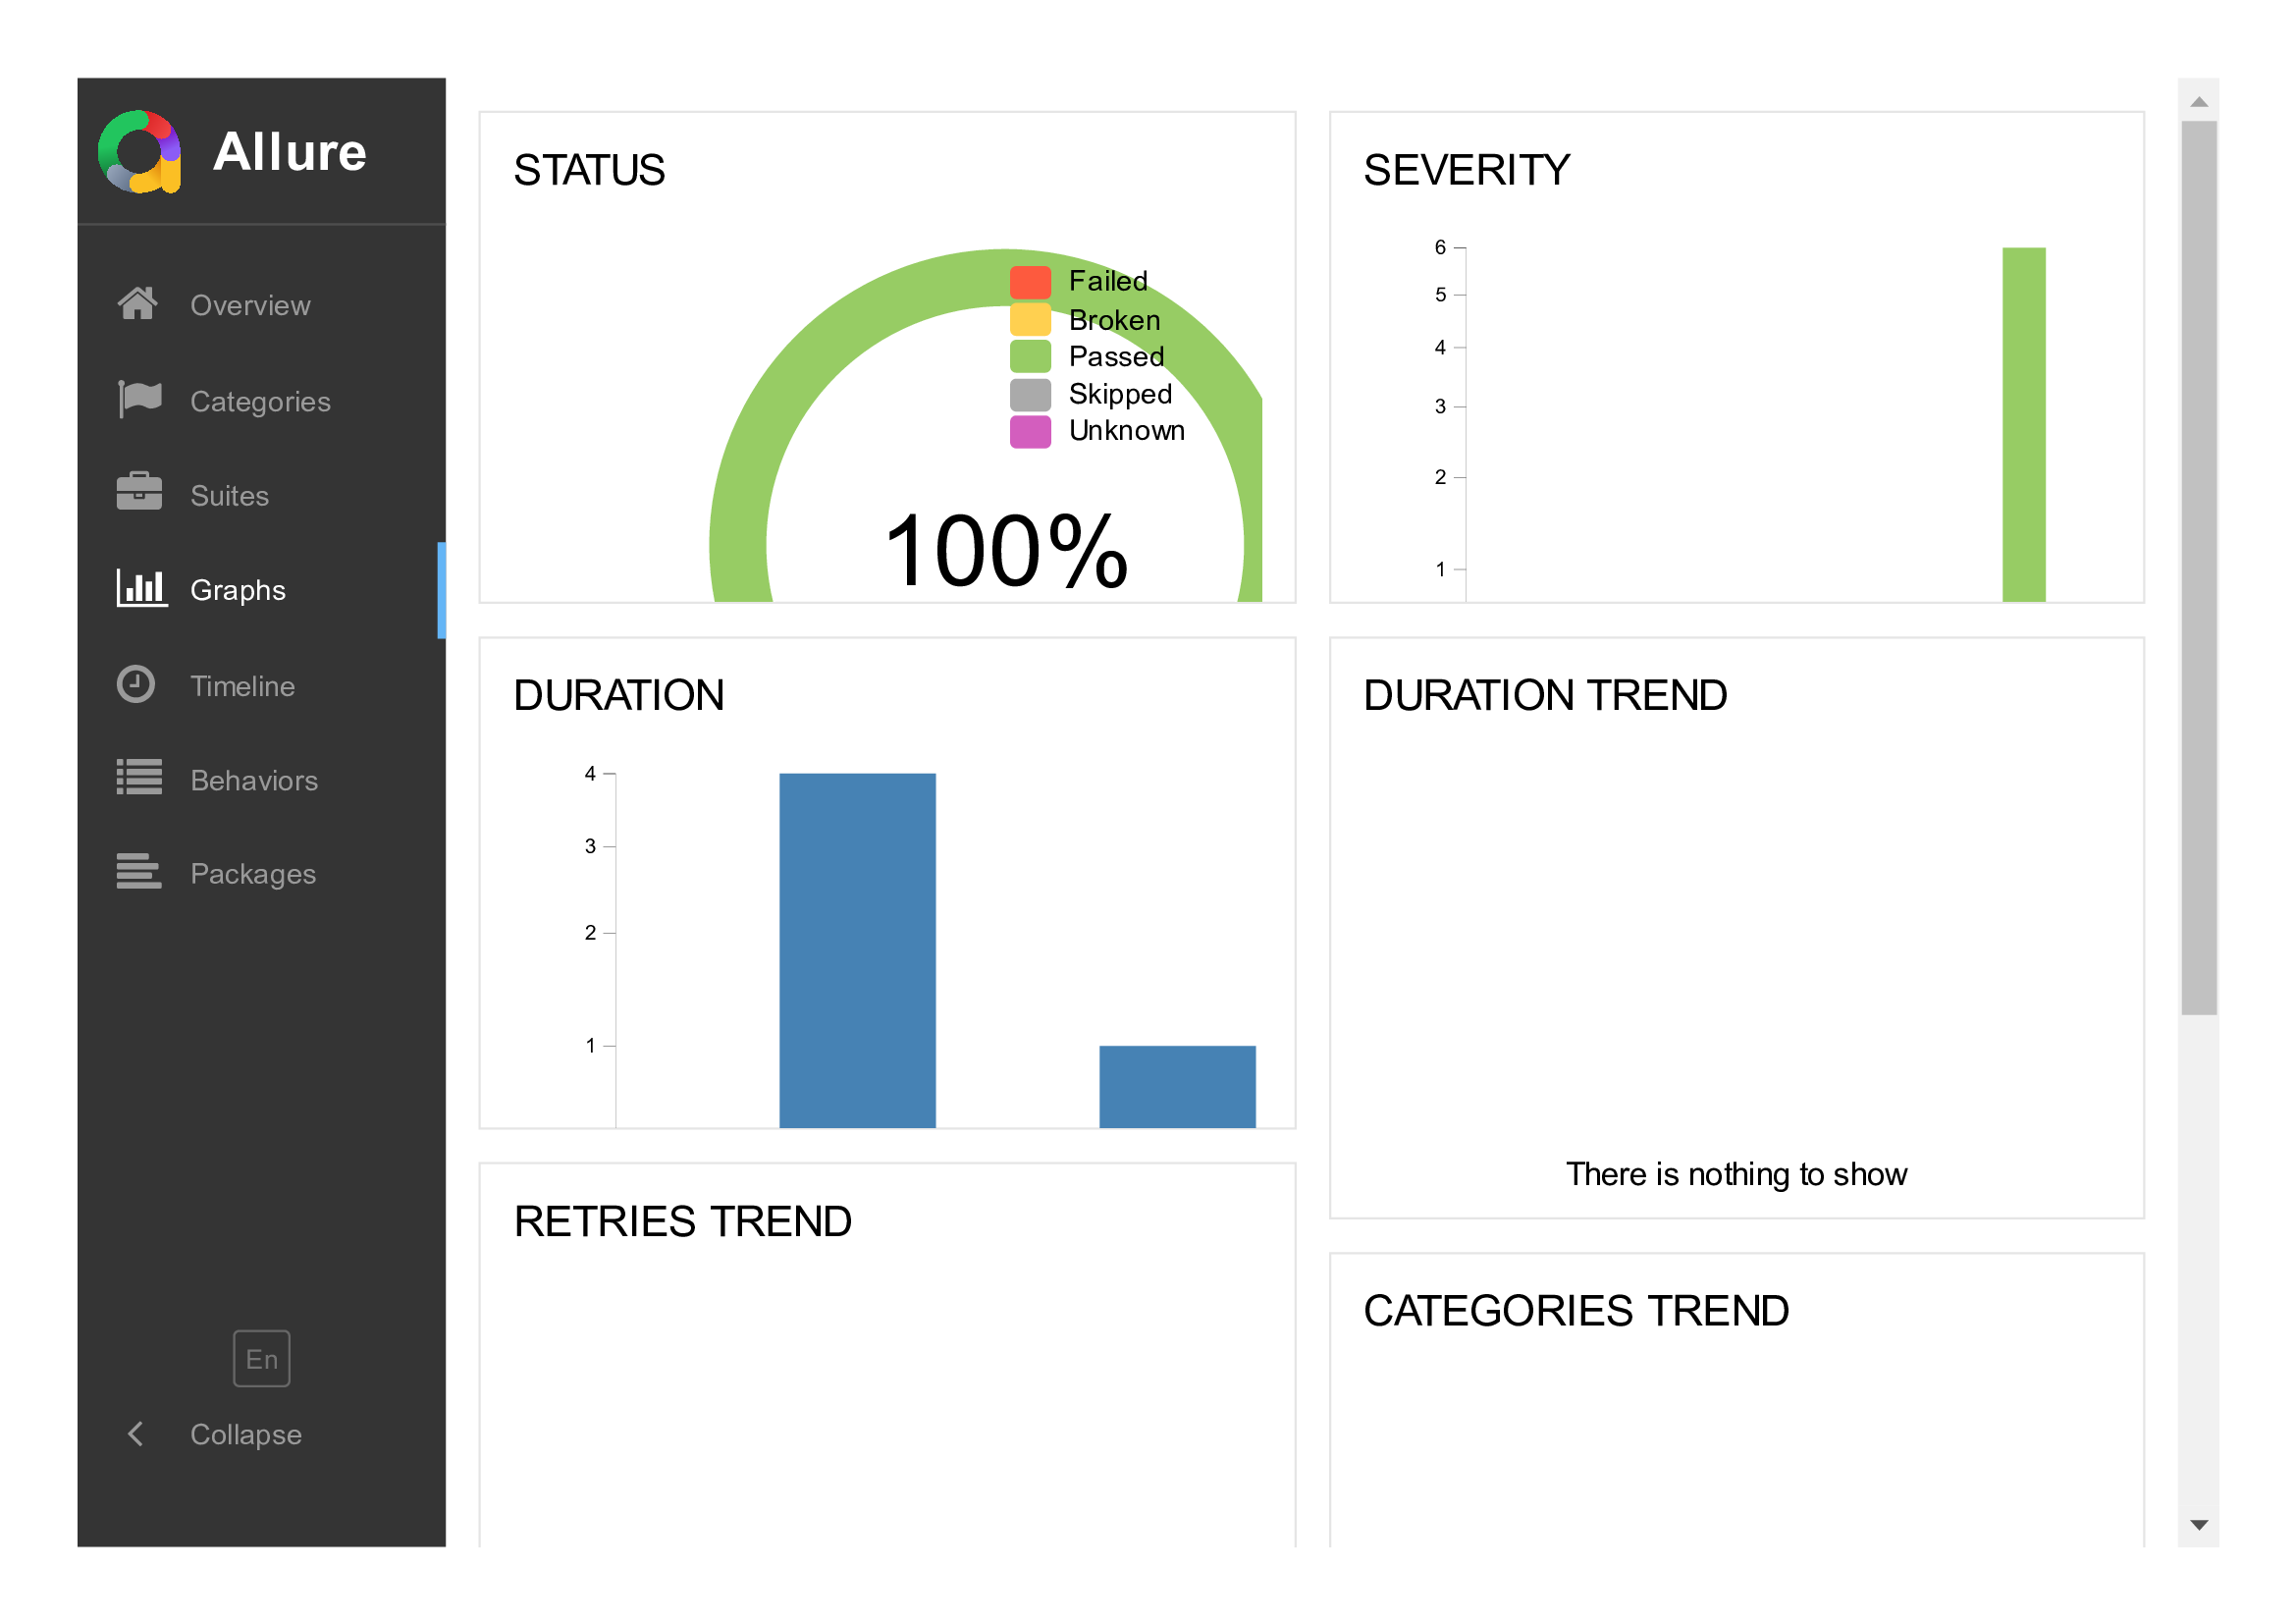 Allure
Overview
Categories
Suites
Graphs
Timeline
Behaviors
Packages
En
Collapse
STATUS
Failed
Broken
Passed
Skipped
Unknown
100%
SEVERITY
6
5
4
3
2
1
DURATION
4
3
2
1
DURATION TREND
There is nothing to show
RETRIES TREND
CATEGORIES TREND